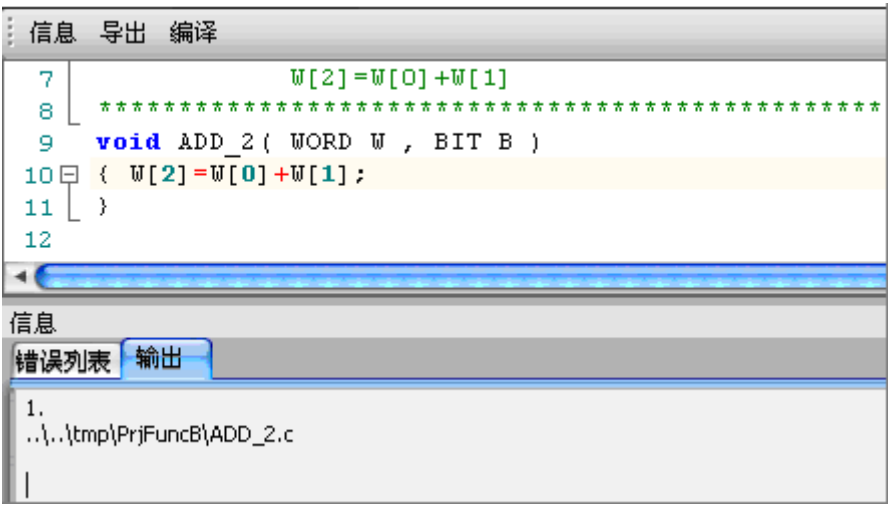 信息 导出 编译
7 W[2]=W[0]+W[1]
8 *************************************************
9 void ADD_2( WORD W , BIT B )
10 { W[2]=W[0]+W[1];
11 }
12
信息
错误列表 输出
1.
..\..\tmp\PrjFuncB\ADD_2.c